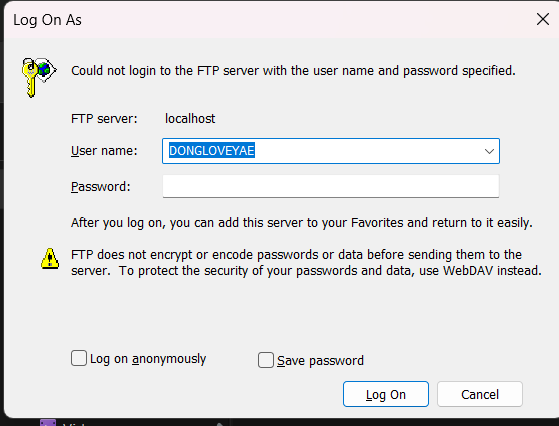 Log On As
Could not login to the FTP server with the user name and password specified.
FTP server: localhost
User name: DONGLOVEYAE
Password:
After you log on, you can add this server to your Favorites and return to it easily.
FTP does not encrypt or encode passwords or data before sending them to the
server. To protect the security of your passwords and data, use WebDAV instead.
Log on anonymously Save password
Log On Cancel